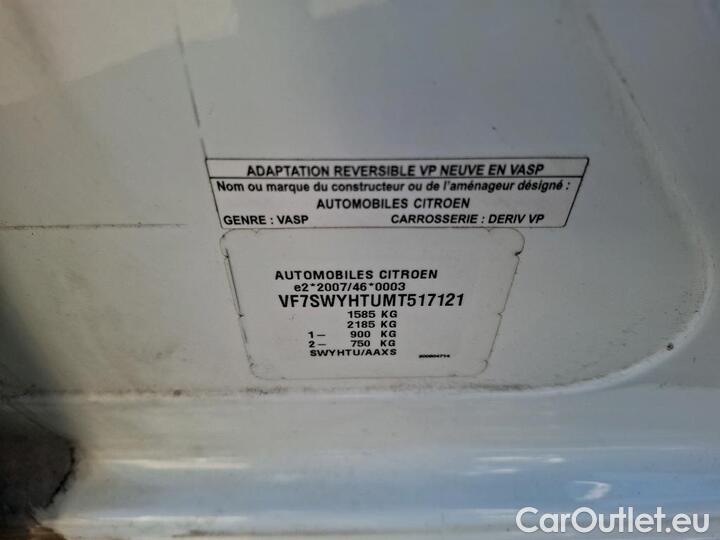 ADAPTATION REVERSIBLE VP NEUVE EN VASP
Nom ou marque du constructeur ou de l'aménageur désigné :
AUTOMOBILES CITROEN
GENRE : VASP CARROSSERIE : DERIV VP
AUTOMOBILES CITROEN
e2*2007/46*0003
VF7SWYHTUMT517121
1585 KG
2185 KG
1- 900 KG
2- 750 KG
SWYHTU/AAXS
CarOutlet.eu